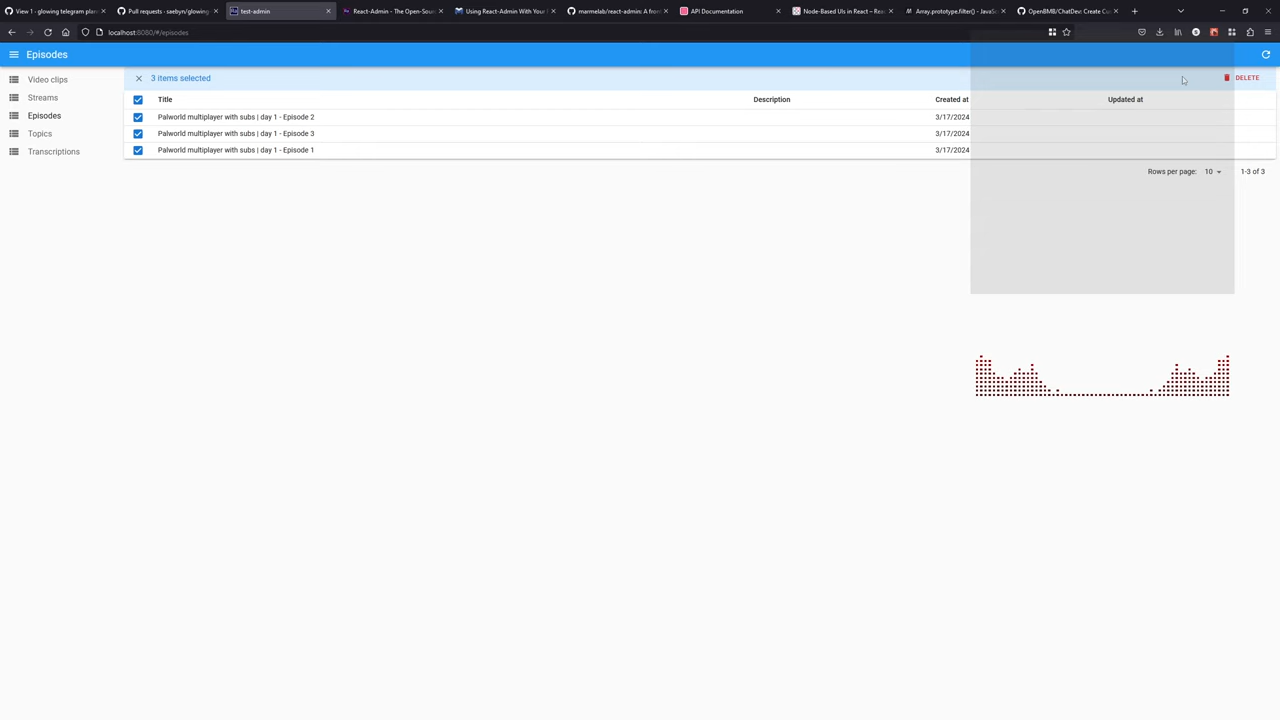 View 1 - glowing telegram plan
Pull requests · saebyn/glowing
test-admin
React-Admin - The Open-Sour
Using React-Admin With Your
marmelab/react-admin: A front
API Documentation
Node-Based UIs in React – Rea
Array.prototype.filter() - JavaSc
OpenBMB/ChatDev: Create Cu
localhost:8080/#/episodes
Episodes
Video clips
Streams
Episodes
Topics
Transcriptions
3 items selected
DELETE
Title Description Created at Updated at
Palworld multiplayer with subs | day 1 - Episode 2 3/17/2024
Palworld multiplayer with subs | day 1 - Episode 3 3/17/2024
Palworld multiplayer with subs | day 1 - Episode 1 3/17/2024
Rows per page: 10 1-3 of 3